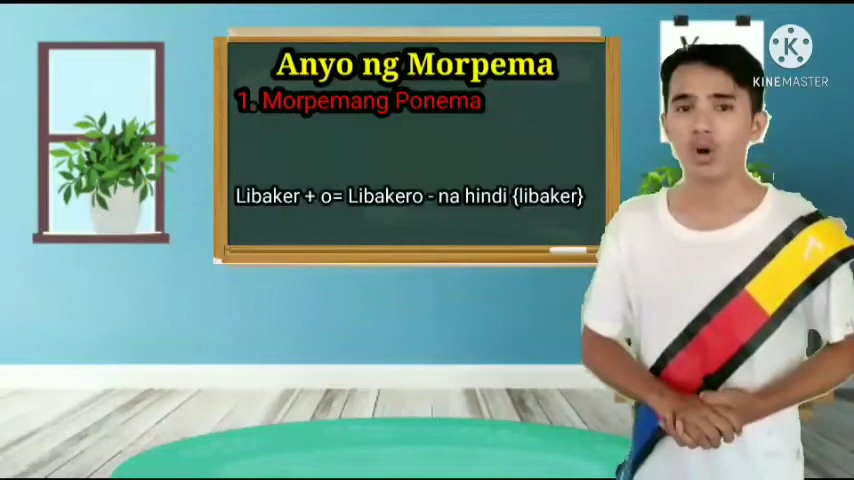 Anyo ng Morpema
1. Morpemang Ponema
Libaker + o= Libakero - na hindi {libaker}
K
KINEMASTER